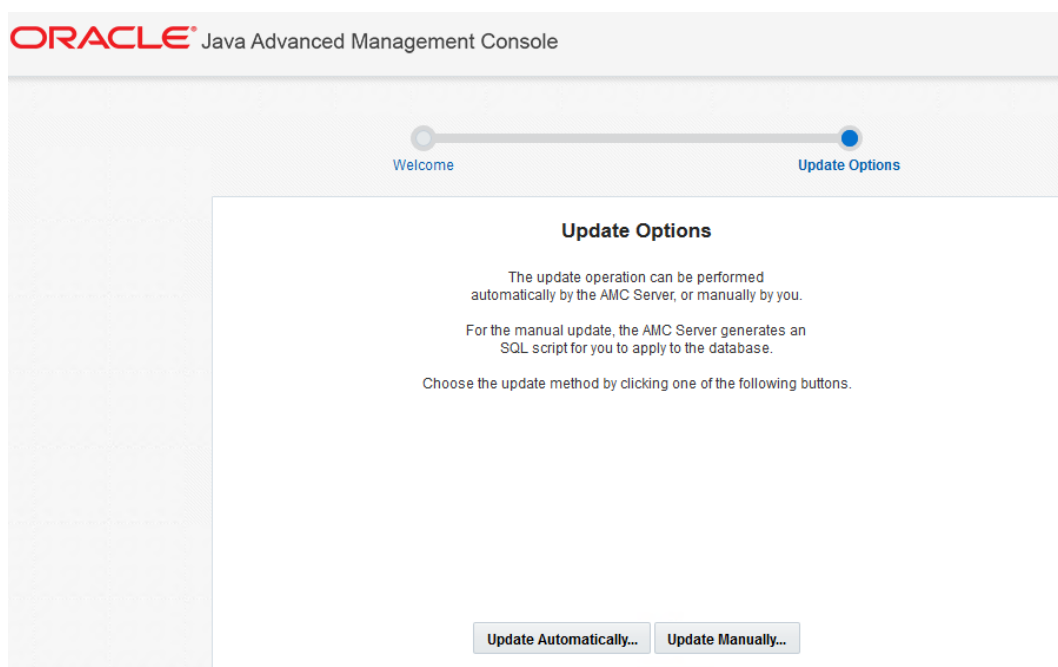 ORACLE® Java Advanced Management Console
Welcome
Update Options
Update Options
The update operation can be performed
automatically by the AMC Server, or manually by you.
For the manual update, the AMC Server generates an
SQL script for you to apply to the database.
Choose the update method by clicking one of the following buttons.
Update Automatically... Update Manually...